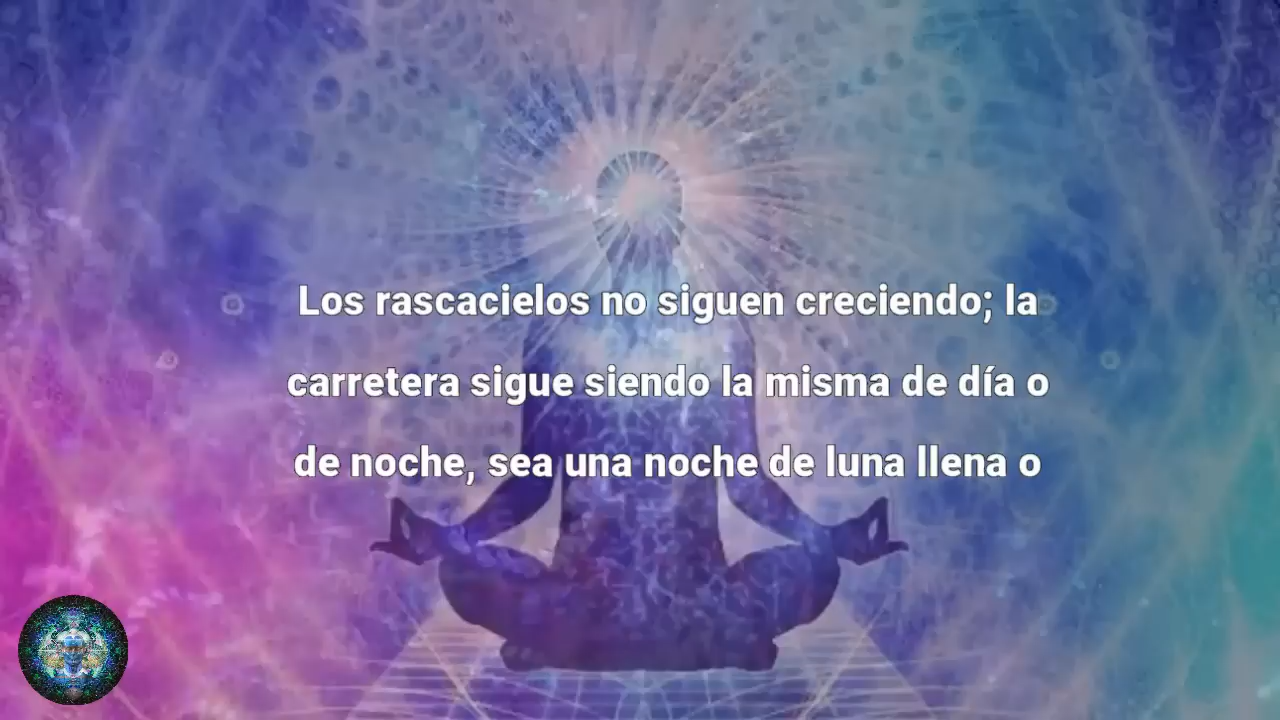 Los rascacielos no siguen creciendo; la
carretera sigue siendo la misma de día o
de noche, sea una noche de luna llena o